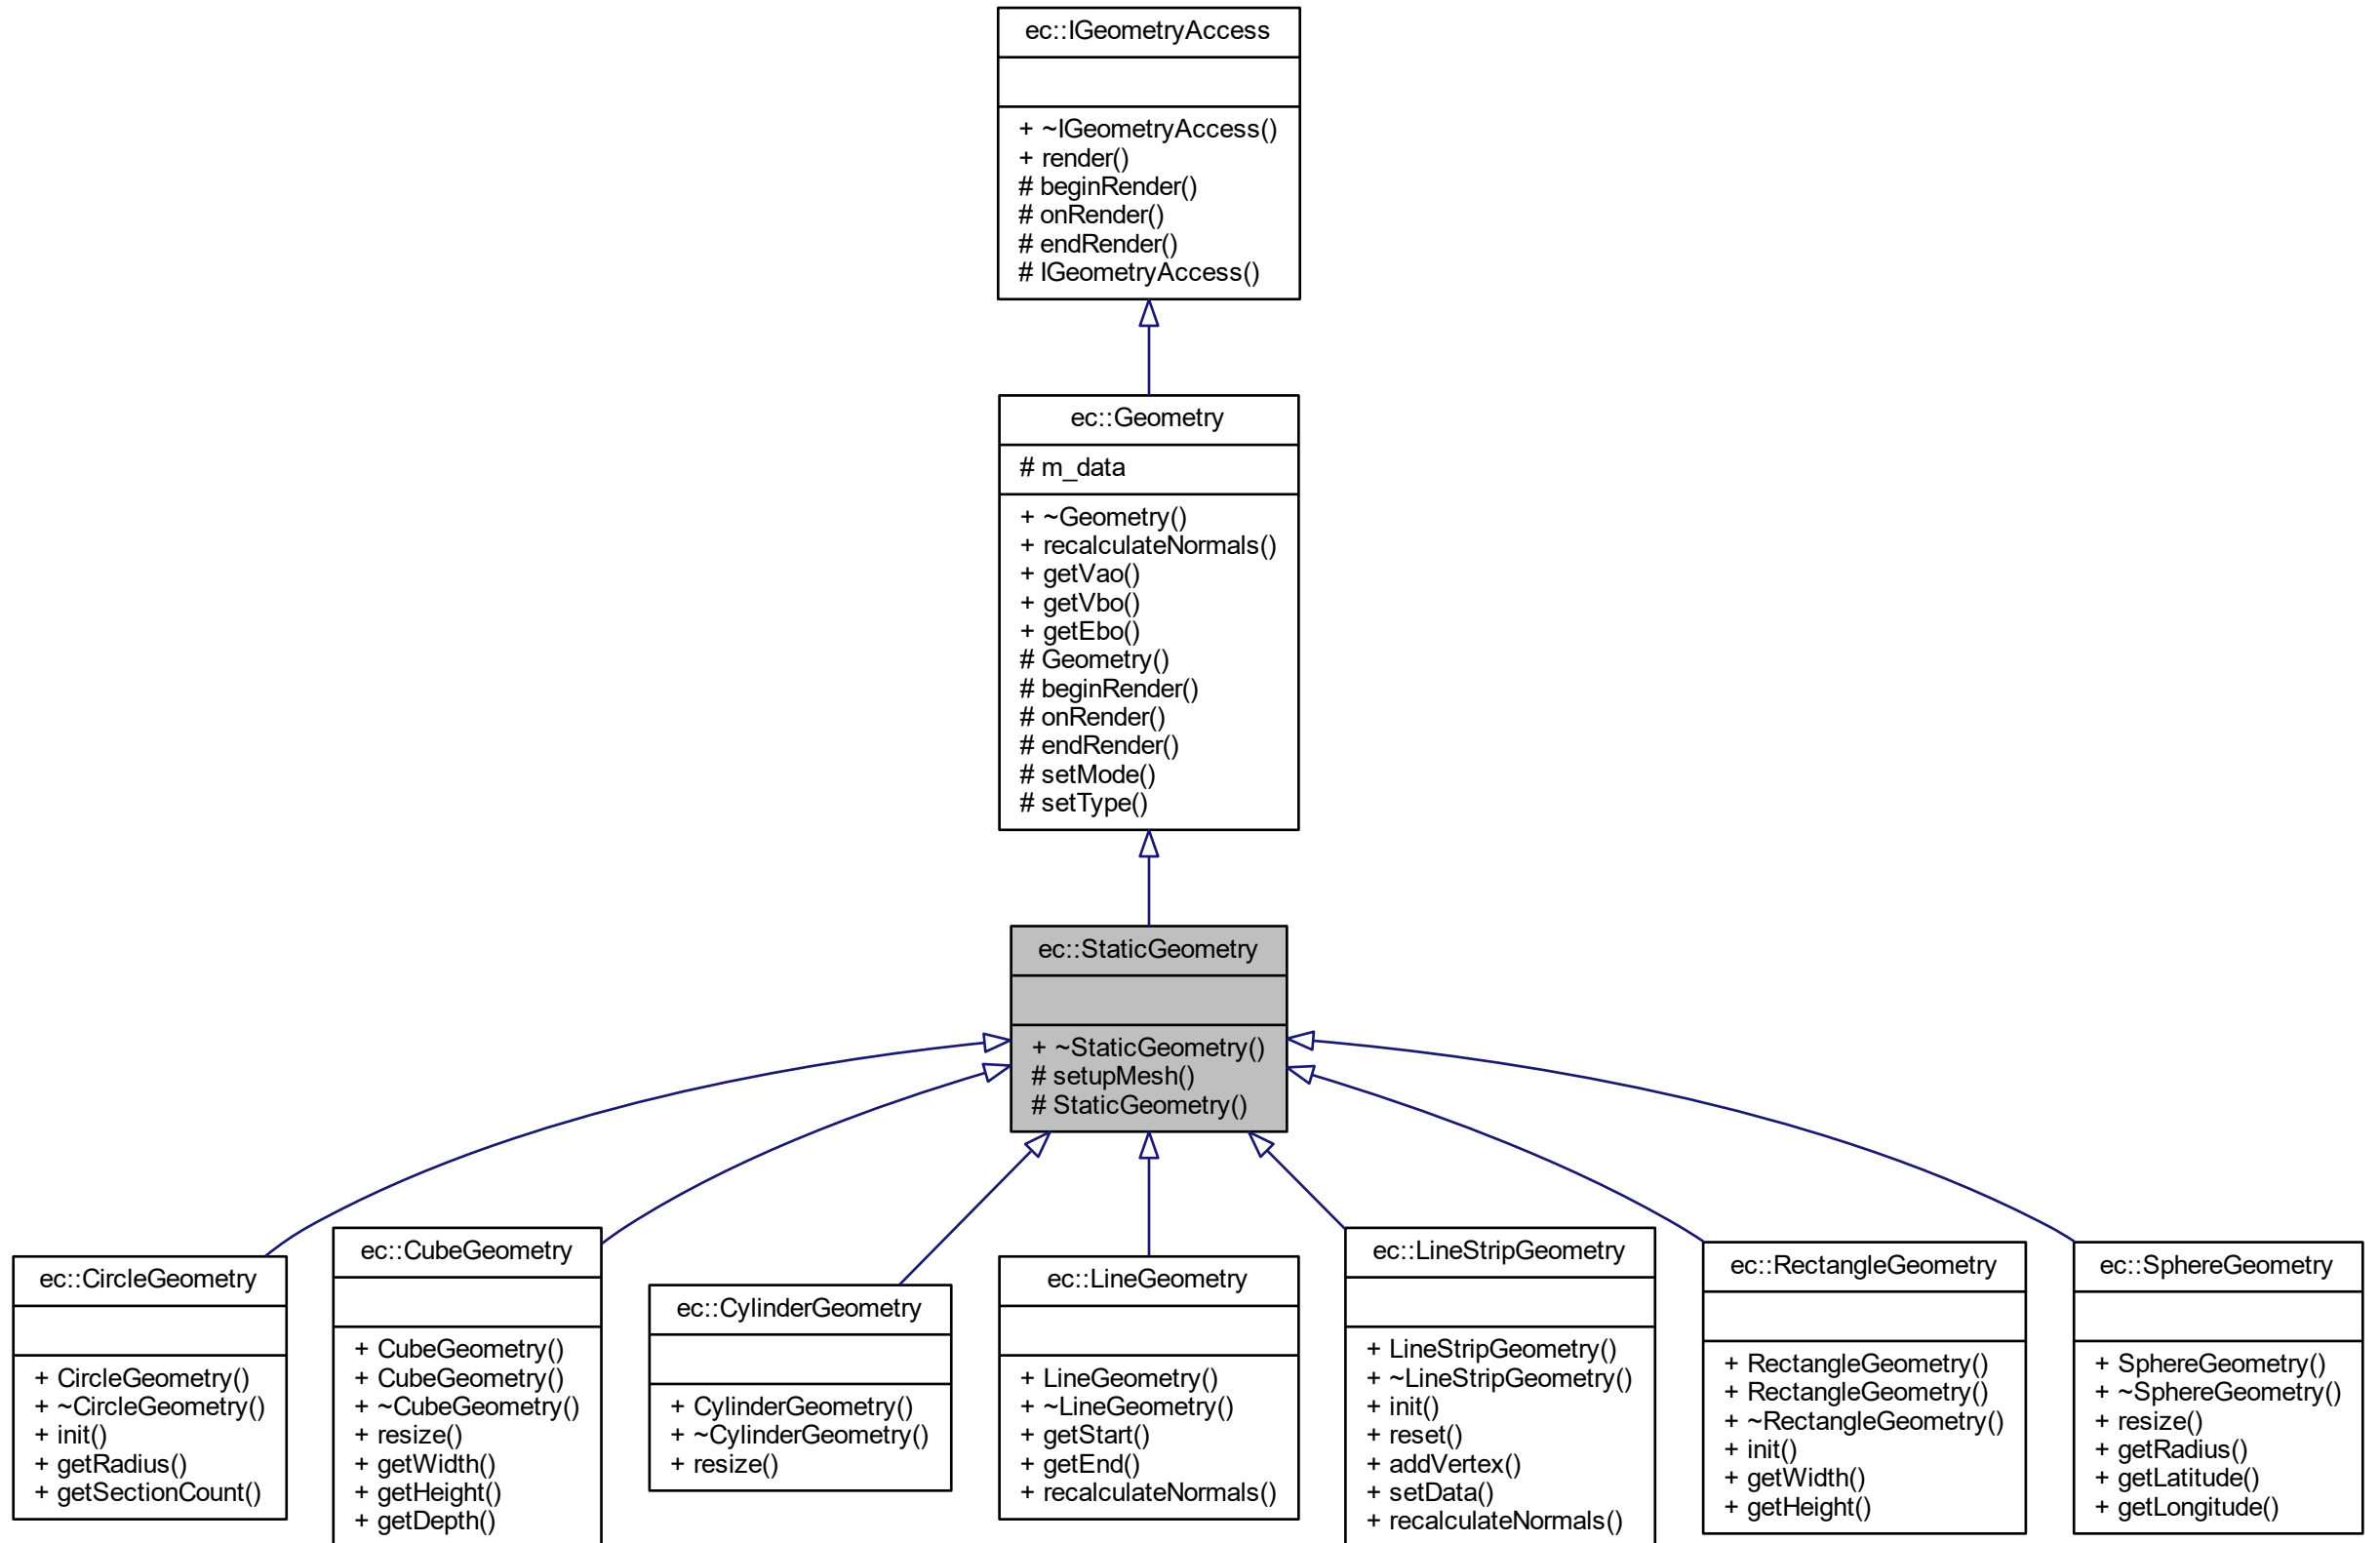 ec::IGeometryAccess
+ ~IGeometryAccess()
+ render()
# beginRender()
# onRender()
# endRender()
# IGeometryAccess()
ec::Geometry
# m_data
+ ~Geometry()
+ recalculateNormals()
+ getVao()
+ getVbo()
+ getEbo()
# Geometry()
# beginRender()
# onRender()
# endRender()
# setMode()
# setType()
ec::StaticGeometry
+ ~StaticGeometry()
# setupMesh()
# StaticGeometry()
ec::CircleGeometry
+ CircleGeometry()
+ ~CircleGeometry()
+ init()
+ getRadius()
+ getSectionCount()
ec::CubeGeometry
+ CubeGeometry()
+ CubeGeometry()
+ ~CubeGeometry()
+ resize()
+ getWidth()
+ getHeight()
+ getDepth()
ec::CylinderGeometry
+ CylinderGeometry()
+ ~CylinderGeometry()
+ resize()
ec::LineGeometry
+ LineGeometry()
+ ~LineGeometry()
+ getStart()
+ getEnd()
+ recalculateNormals()
ec::LineStripGeometry
+ LineStripGeometry()
+ ~LineStripGeometry()
+ init()
+ reset()
+ addVertex()
+ setData()
+ recalculateNormals()
ec::RectangleGeometry
+ RectangleGeometry()
+ RectangleGeometry()
+ ~RectangleGeometry()
+ init()
+ getWidth()
+ getHeight()
ec::SphereGeometry
+ SphereGeometry()
+ ~SphereGeometry()
+ resize()
+ getRadius()
+ getLatitude()
+ getLongitude()